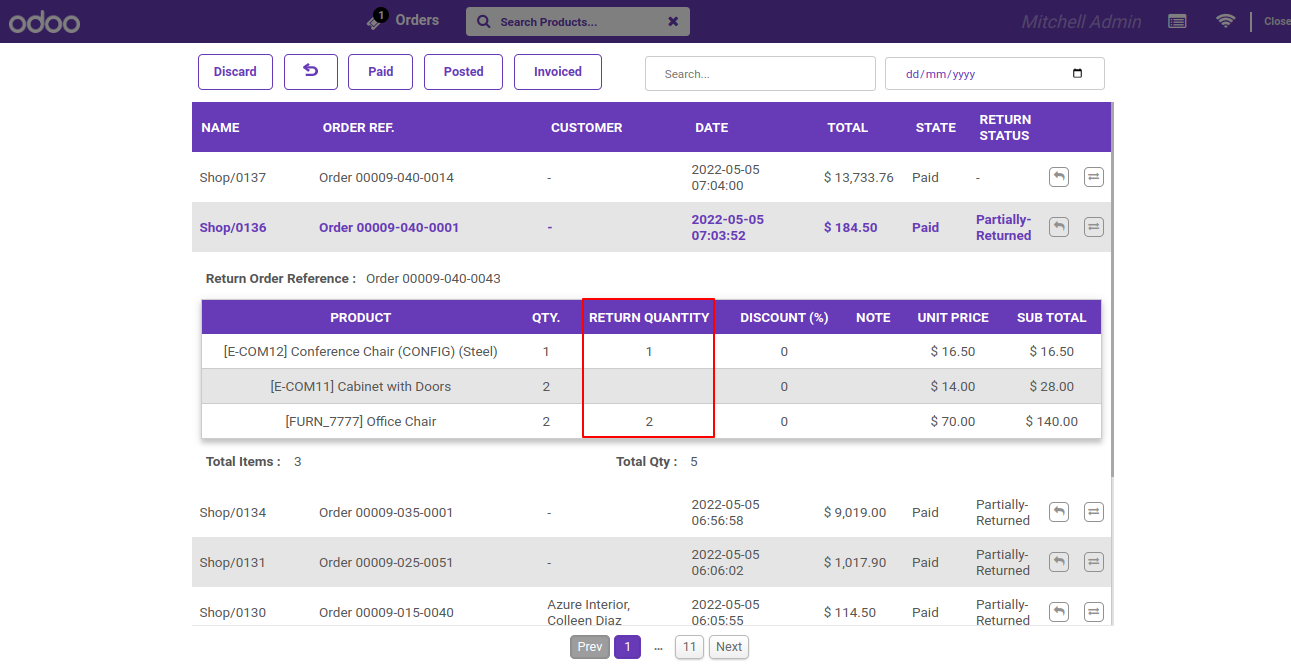 odoo 1 Orders Search Products... Mitchell Admin Close
Discard Paid Posted Invoiced Search... dd/mm/yyyy
NAME ORDER REF. CUSTOMER DATE TOTAL STATE RETURN STATUS
Shop/0137 Order 00009-040-0014 - 2022-05-05 07:04:00 $ 13,733.76 Paid -
Shop/0136 Order 00009-040-0001 - 2022-05-05 07:03:52 $ 184.50 Paid Partially-Returned
Return Order Reference : Order 00009-040-0043
PRODUCT QTY. RETURN QUANTITY DISCOUNT (%) NOTE UNIT PRICE SUB TOTAL
[E-COM12] Conference Chair (CONFIG) (Steel) 1 1 0 $ 16.50 $ 16.50
[E-COM11] Cabinet with Doors 2 0 $ 14.00 $ 28.00
[FURN_7777] Office Chair 2 2 0 $ 70.00 $ 140.00
Total Items : 3 Total Qty : 5
Shop/0134 Order 00009-035-0001 - 2022-05-05 06:56:58 $ 9,019.00 Paid Partially-Returned
Shop/0131 Order 00009-025-0051 - 2022-05-05 06:06:02 $ 1,017.90 Paid Partially-Returned
Shop/0130 Order 00009-015-0040 Azure Interior, Colleen Diaz 2022-05-05 06:05:55 $ 114.50 Paid Partially-Returned
Prev 1 ... 11 Next